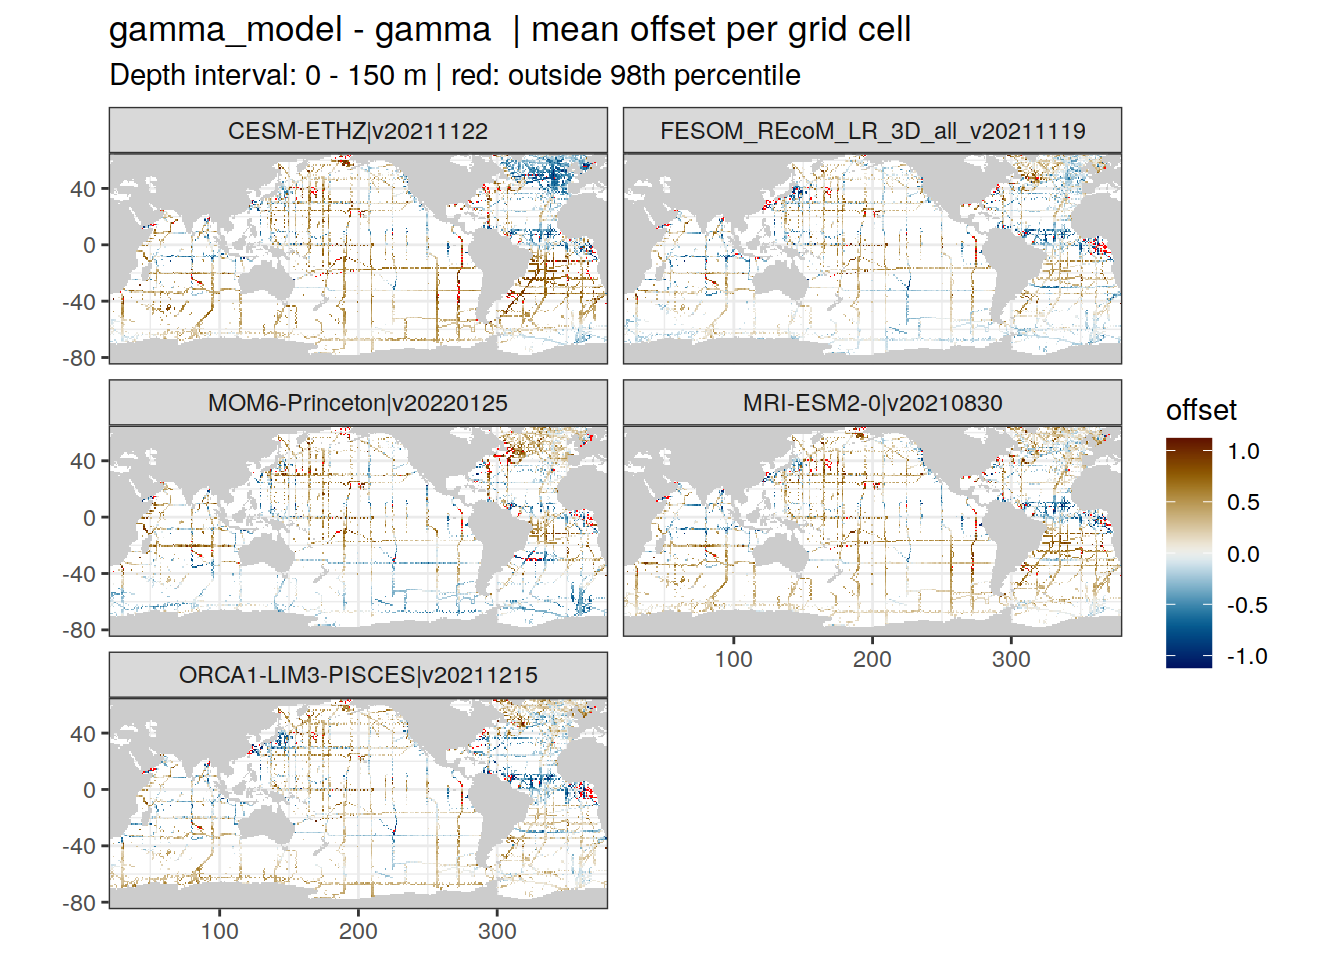 gamma_model - gamma  | mean offset per grid cell
Depth interval: 0 - 150 m | red: outside 98th percentile
CESM-ETHZ|v20211122
FESOM_REcoM_LR_3D_all_v20211119
40
0
-40
-80
MOM6-Princeton|v20220125
MRI-ESM2-0|v20210830
40
0
-40
-80
100
200
300
ORCA1-LIM3-PISCES|v20211215
40
0
-40
-80
100
200
300
offset
1.0
0.5
0.0
-0.5
-1.0